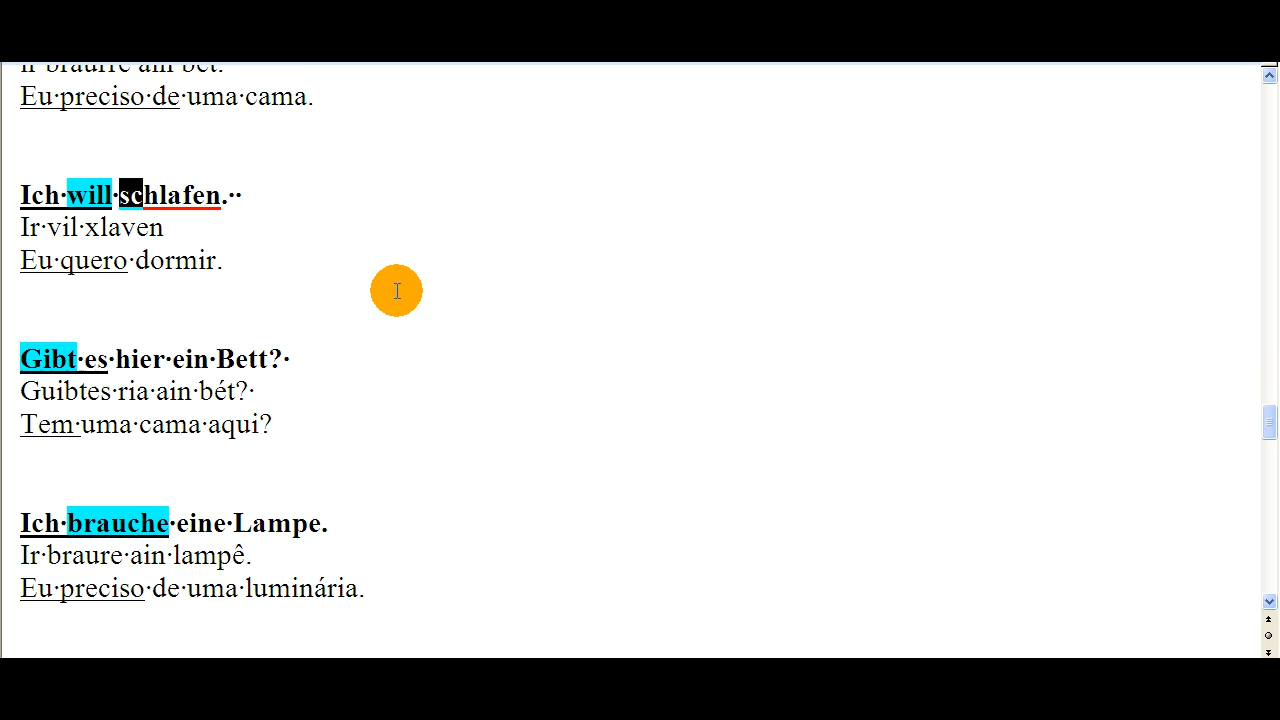 Eu preciso de uma cama.
Ich will schlafen.
Ir vil xlaven
Eu quero dormir.
Gibt es hier ein Bett?
Guibtes ria ain bét?
Tem uma cama aqui?
Ich brauche eine Lampe.
Ir braure ain lampê.
Eu preciso de uma luminária.